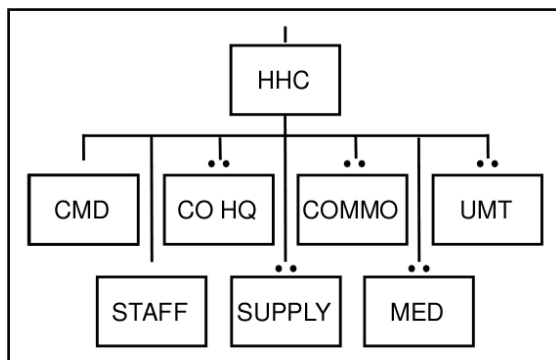 HHC
CMD
CO HQ
COMMO
UMT
STAFF
SUPPLY
MED